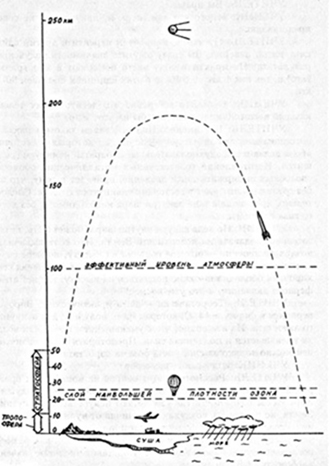 250 км
200
150
100 ЭФФЕКТИВНЫЙ УРОВЕНЬ АТМОСФЕРЫ
50
40
СТРАТОСФЕРА
30
СЛОЙ НАИБОЛЬШЕЙ ПЛОТНОСТИ ОЗОНА
20
ТРОПО-
СФЕРА
10
0
СУША
МОРЕ